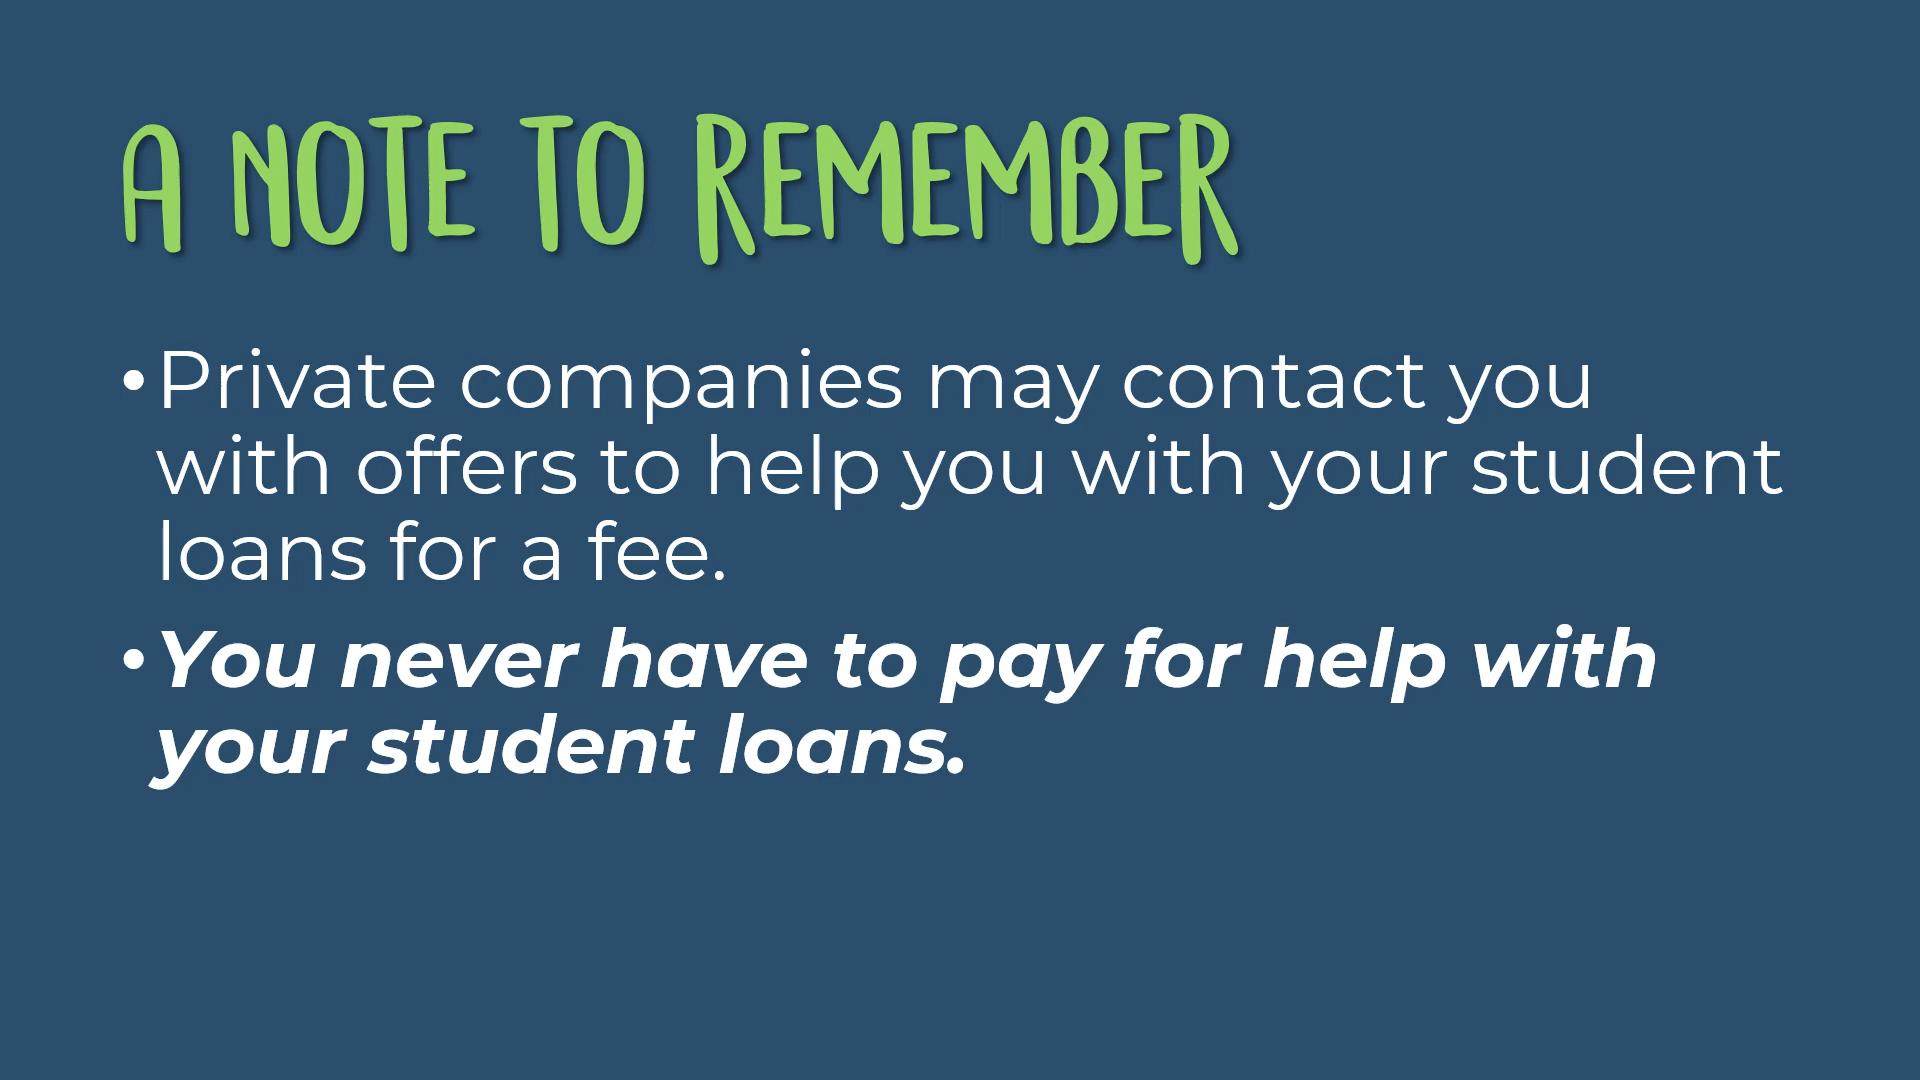 A NOTE TO REMEMBER
•Private companies may contact you
with offers to help you with your student
loans for a fee.
•You never have to pay for help with
your student loans.